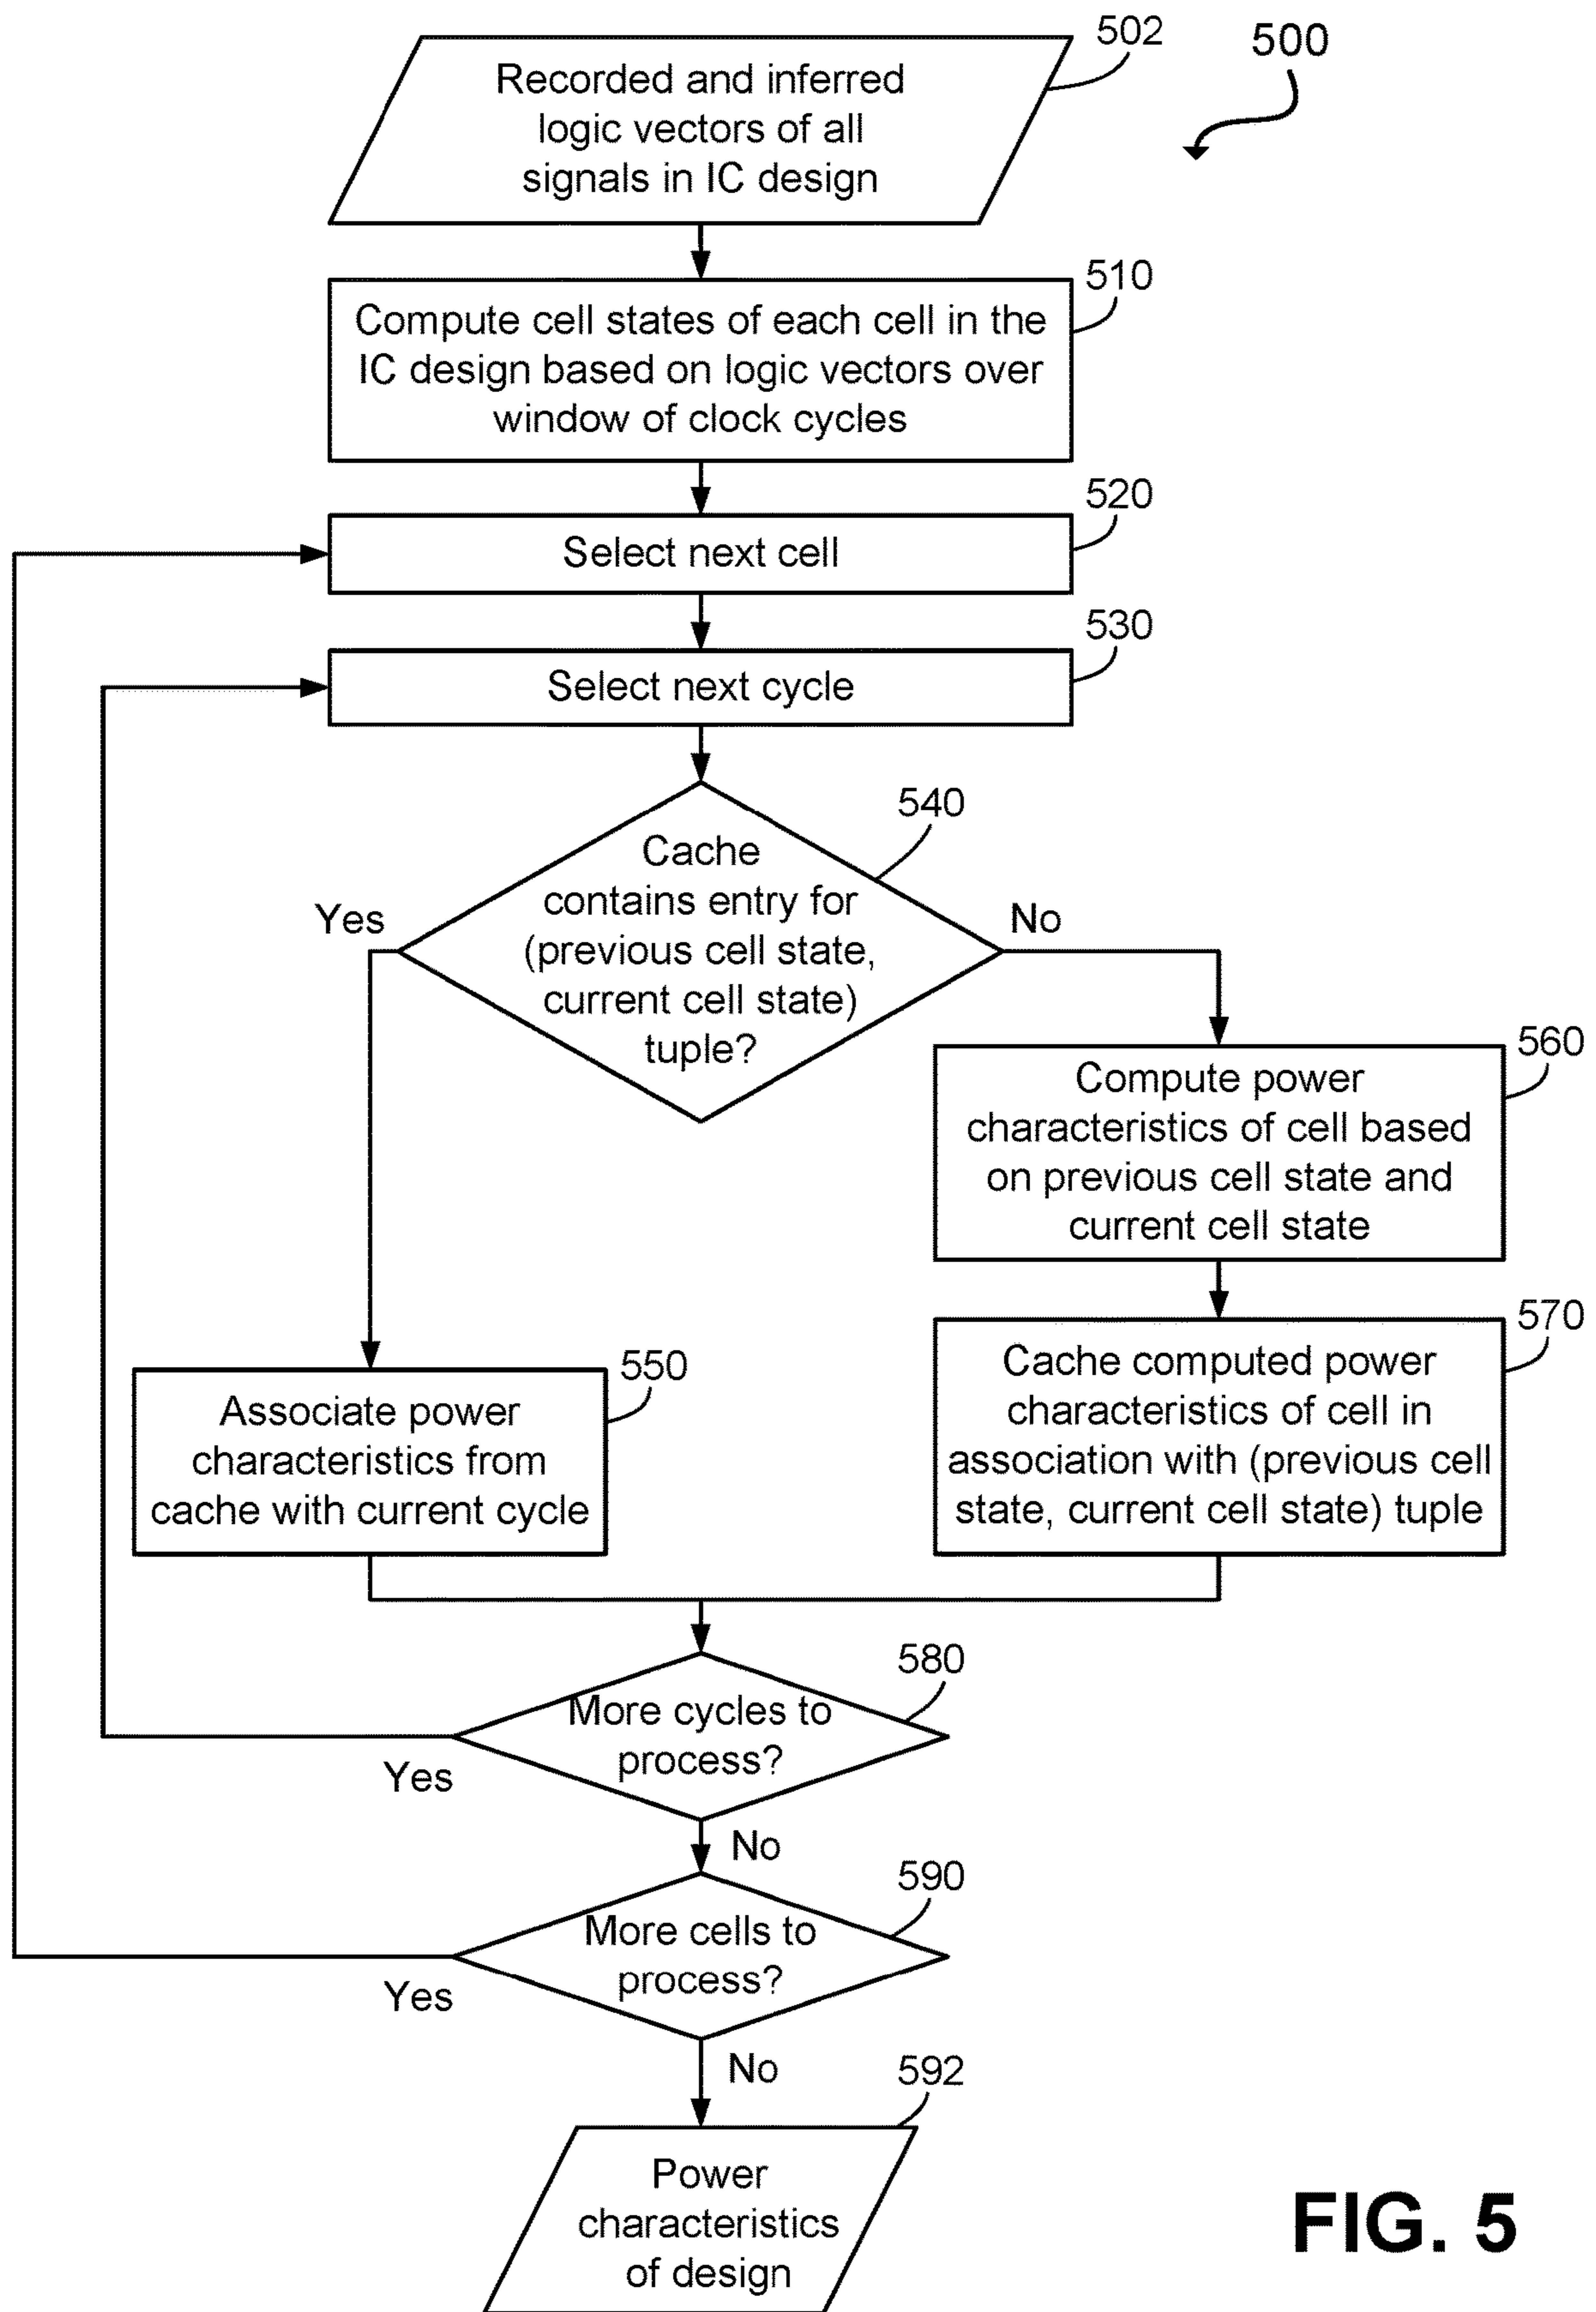 502
500
Recorded and inferred
logic vectors of all
signals in IC design
510
Compute cell states of each cell in the
IC design based on logic vectors over
window of clock cycles
520
Select next cell
530
Select next cycle
540
Cache
contains entry for
(previous cell state,
current cell state)
tuple?
Yes
No
560
Compute power
characteristics of cell based
on previous cell state and
current cell state
570
Cache computed power
characteristics of cell in
association with (previous cell
state, current cell state) tuple
550
Associate power
characteristics from
cache with current cycle
580
More cycles to
process?
Yes
No
590
More cells to
process?
Yes
No
592
Power
characteristics
of design
FIG. 5